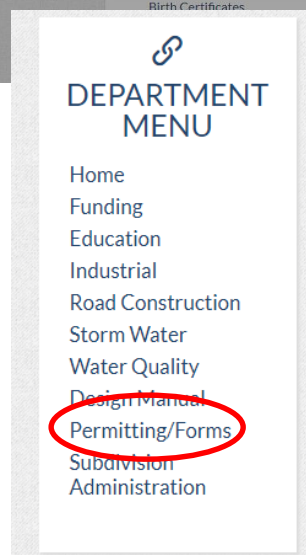 Birth Certificates
DEPARTMENT
MENU
Home
Funding
Education
Industrial
Road Construction
Storm Water
Water Quality
Design Manual
Permitting/Forms
Subdivision
Administration